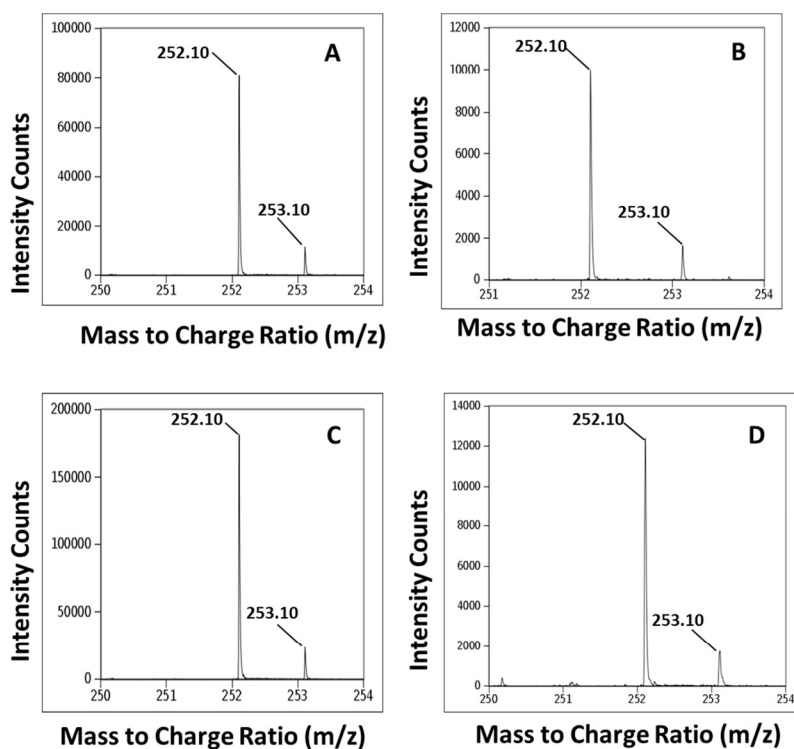 100000
80000
60000
40000
20000
0
252.10
A
253.10
250 251 252 253 254
Intensity Counts
Mass to Charge Ratio (m/z)
12000
10000
8000
6000
4000
2000
0
252.10
B
253.10
251 252 253 254
Intensity Counts
Mass to Charge Ratio (m/z)
200000
150000
100000
50000
0
252.10
C
253.10
250 251 252 253 254
Intensity Counts
Mass to Charge Ratio (m/z)
14000
12000
10000
8000
6000
4000
2000
0
252.10
D
253.10
250 251 252 253 254
Intensity Counts
Mass to Charge Ratio (m/z)